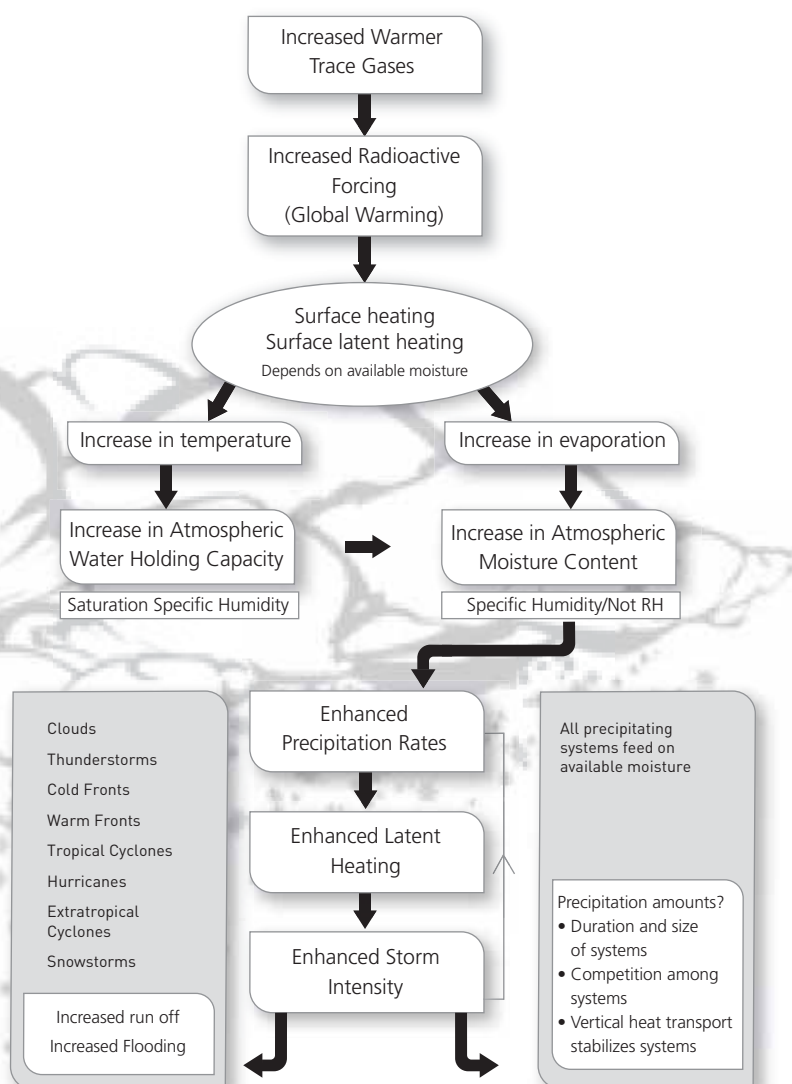 Increased Warmer
Trace Gases
Increased Radioactive
Forcing
(Global Warming)
Surface heating
Surface latent heating
Depends on available moisture
Increase in temperature
Increase in evaporation
Increase in Atmospheric
Water Holding Capacity
Increase in Atmospheric
Moisture Content
Saturation Specific Humidity
Specific Humidity/Not RH
Clouds
Thunderstorms
Cold Fronts
Warm Fronts
Tropical Cyclones
Hurricanes
Extratropical
Cyclones
Snowstorms
Increased run off
Increased Flooding
Enhanced
Precipitation Rates
Enhanced Latent
Heating
Enhanced Storm
Intensity
All precipitating
systems feed on
available moisture
Precipitation amounts?
• Duration and size
of systems
• Competition among
systems
• Vertical heat transport
stabilizes systems